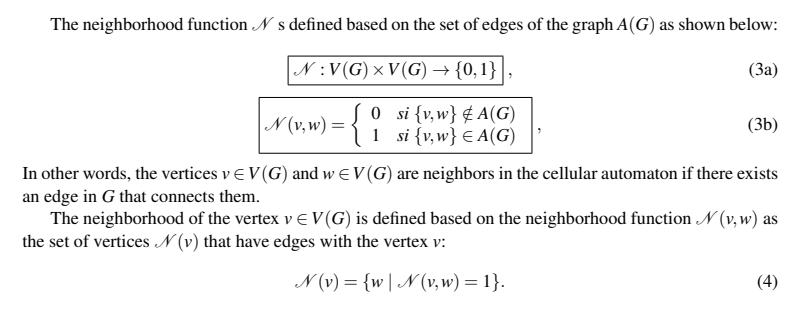 The neighborhood function 𝒩 s defined based on the set of edges of the graph A(G) as shown below:
𝒩 : V(G) × V(G) → {0,1} , (3a)
𝒩(v,w) = { 0 si {v,w} ∉ A(G)
1 si {v,w} ∈ A(G) , (3b)
In other words, the vertices v ∈ V(G) and w ∈ V(G) are neighbors in the cellular automaton if there exists
an edge in G that connects them.
The neighborhood of the vertex v ∈ V(G) is defined based on the neighborhood function 𝒩(v,w) as
the set of vertices 𝒩(v) that have edges with the vertex v:
𝒩(v) = {w | 𝒩(v,w) = 1}. (4)